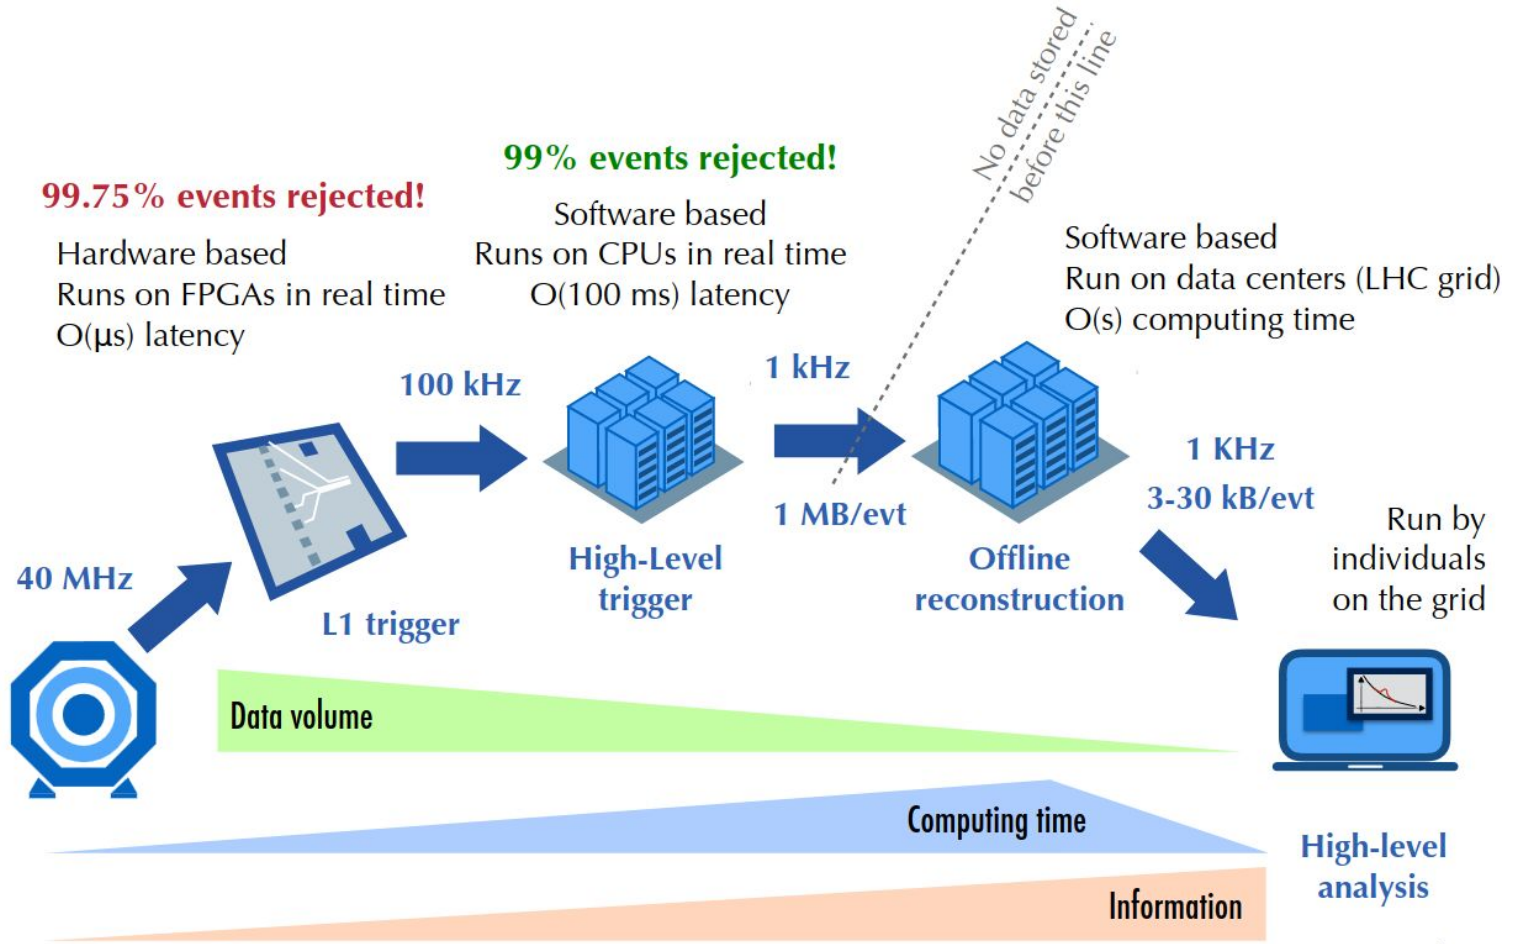 No data stored
before this line
99% events rejected!
99.75% events rejected!
Software based
Runs on CPUs in real time
O(100 ms) latency
Hardware based
Runs on FPGAs in real time
O(μs) latency
Software based
Run on data centers (LHC grid)
O(s) computing time
40 MHz
L1 trigger
100 kHz
High-Level
trigger
1 kHz
1 MB/evt
Offline
reconstruction
1 KHz
3-30 kB/evt
Run by
individuals
on the grid
Data volume
Computing time
High-level
analysis
Information